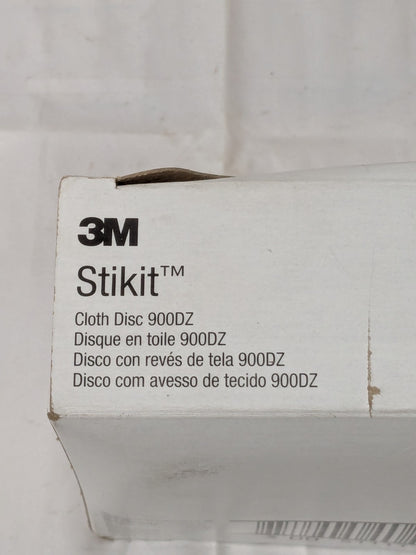 3M
Stikit™
Cloth Disc 900DZ
Disque en toile 900DZ
Disco con revés de tela 900DZ
Disco com avesso de tecido 900DZ